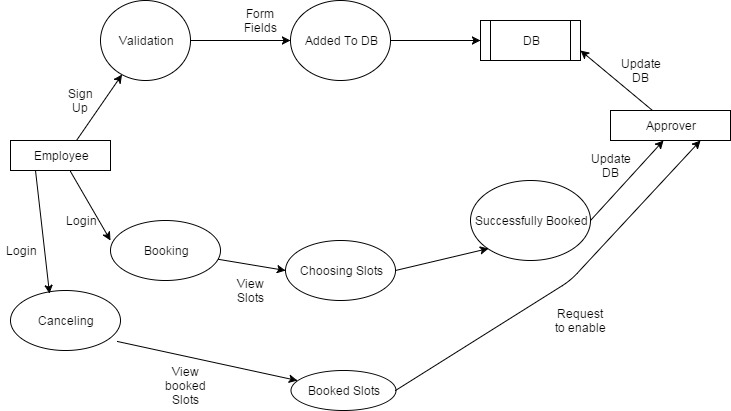 Form
Fields
Validation
Added To DB
DB
Update
DB
Sign
Up
Approver
Employee
Update
DB
Login
Successfully Booked
Login
Booking
Choosing Slots
View
Slots
Canceling
Request
to enable
View
booked
Slots
Booked Slots